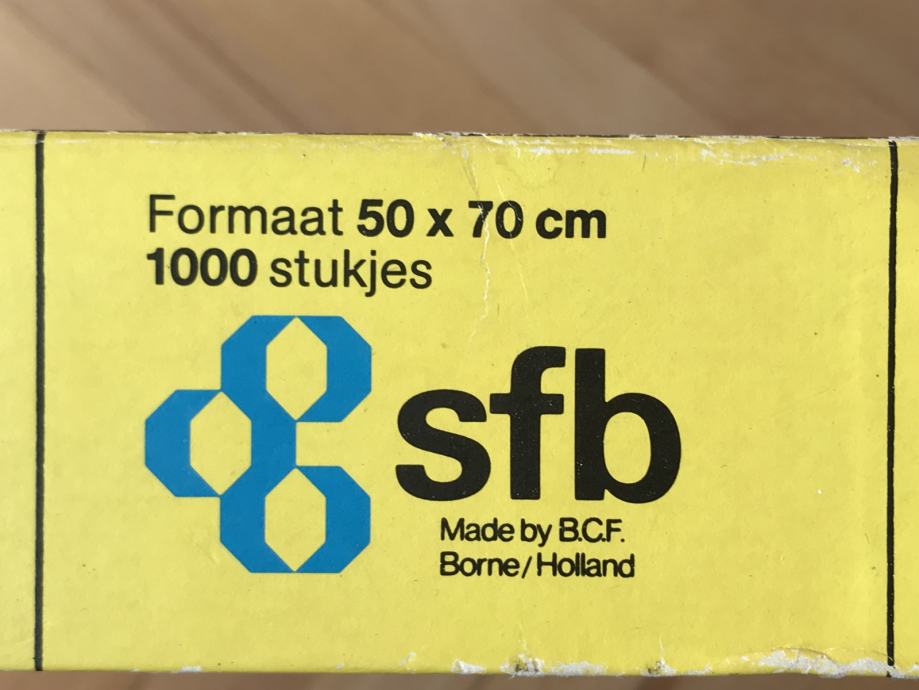 Formaat 50 x 70 cm
1000 stukjes
sfb
Made by B.C.F.
Borne/Holland